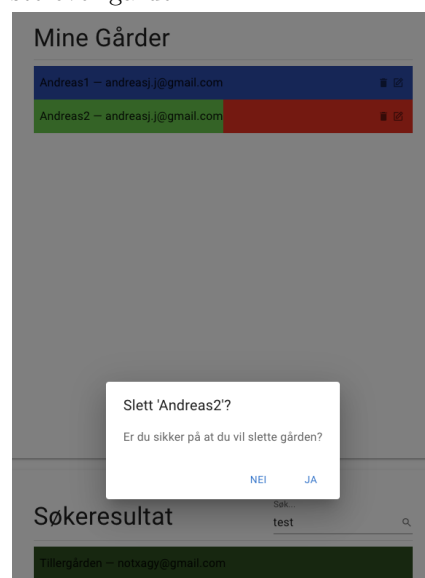 Mine Gårder
Andreas1 — andreasj.j@gmail.com
Andreas2 — andreasj.j@gmail.com
Slett 'Andreas2'?
Er du sikker på at du vil slette gården?
NEI JA
Søkeresultat
Søk...
test
Tillergården — notxagy@gmail.com